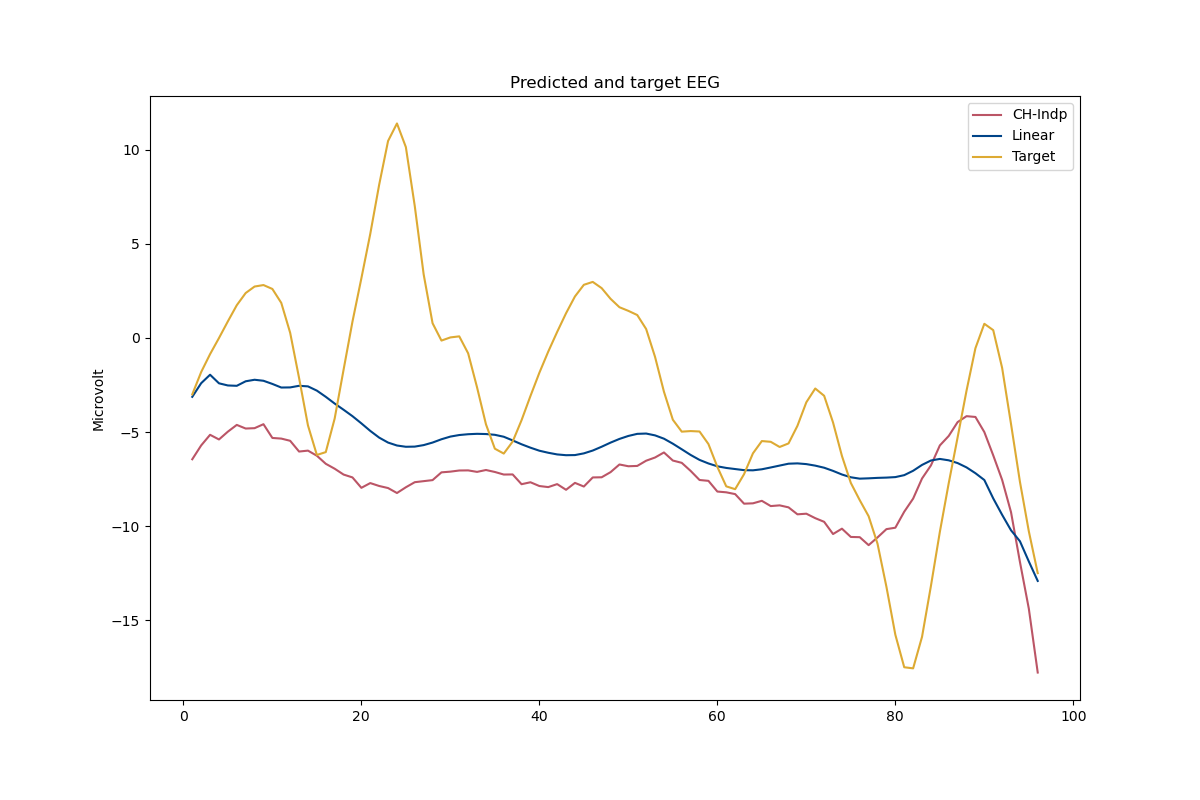 Predicted and target EEG
CH-Indp
Linear
Target
Microvolt
10
5
0
−5
−10
−15
0 20 40 60 80 100